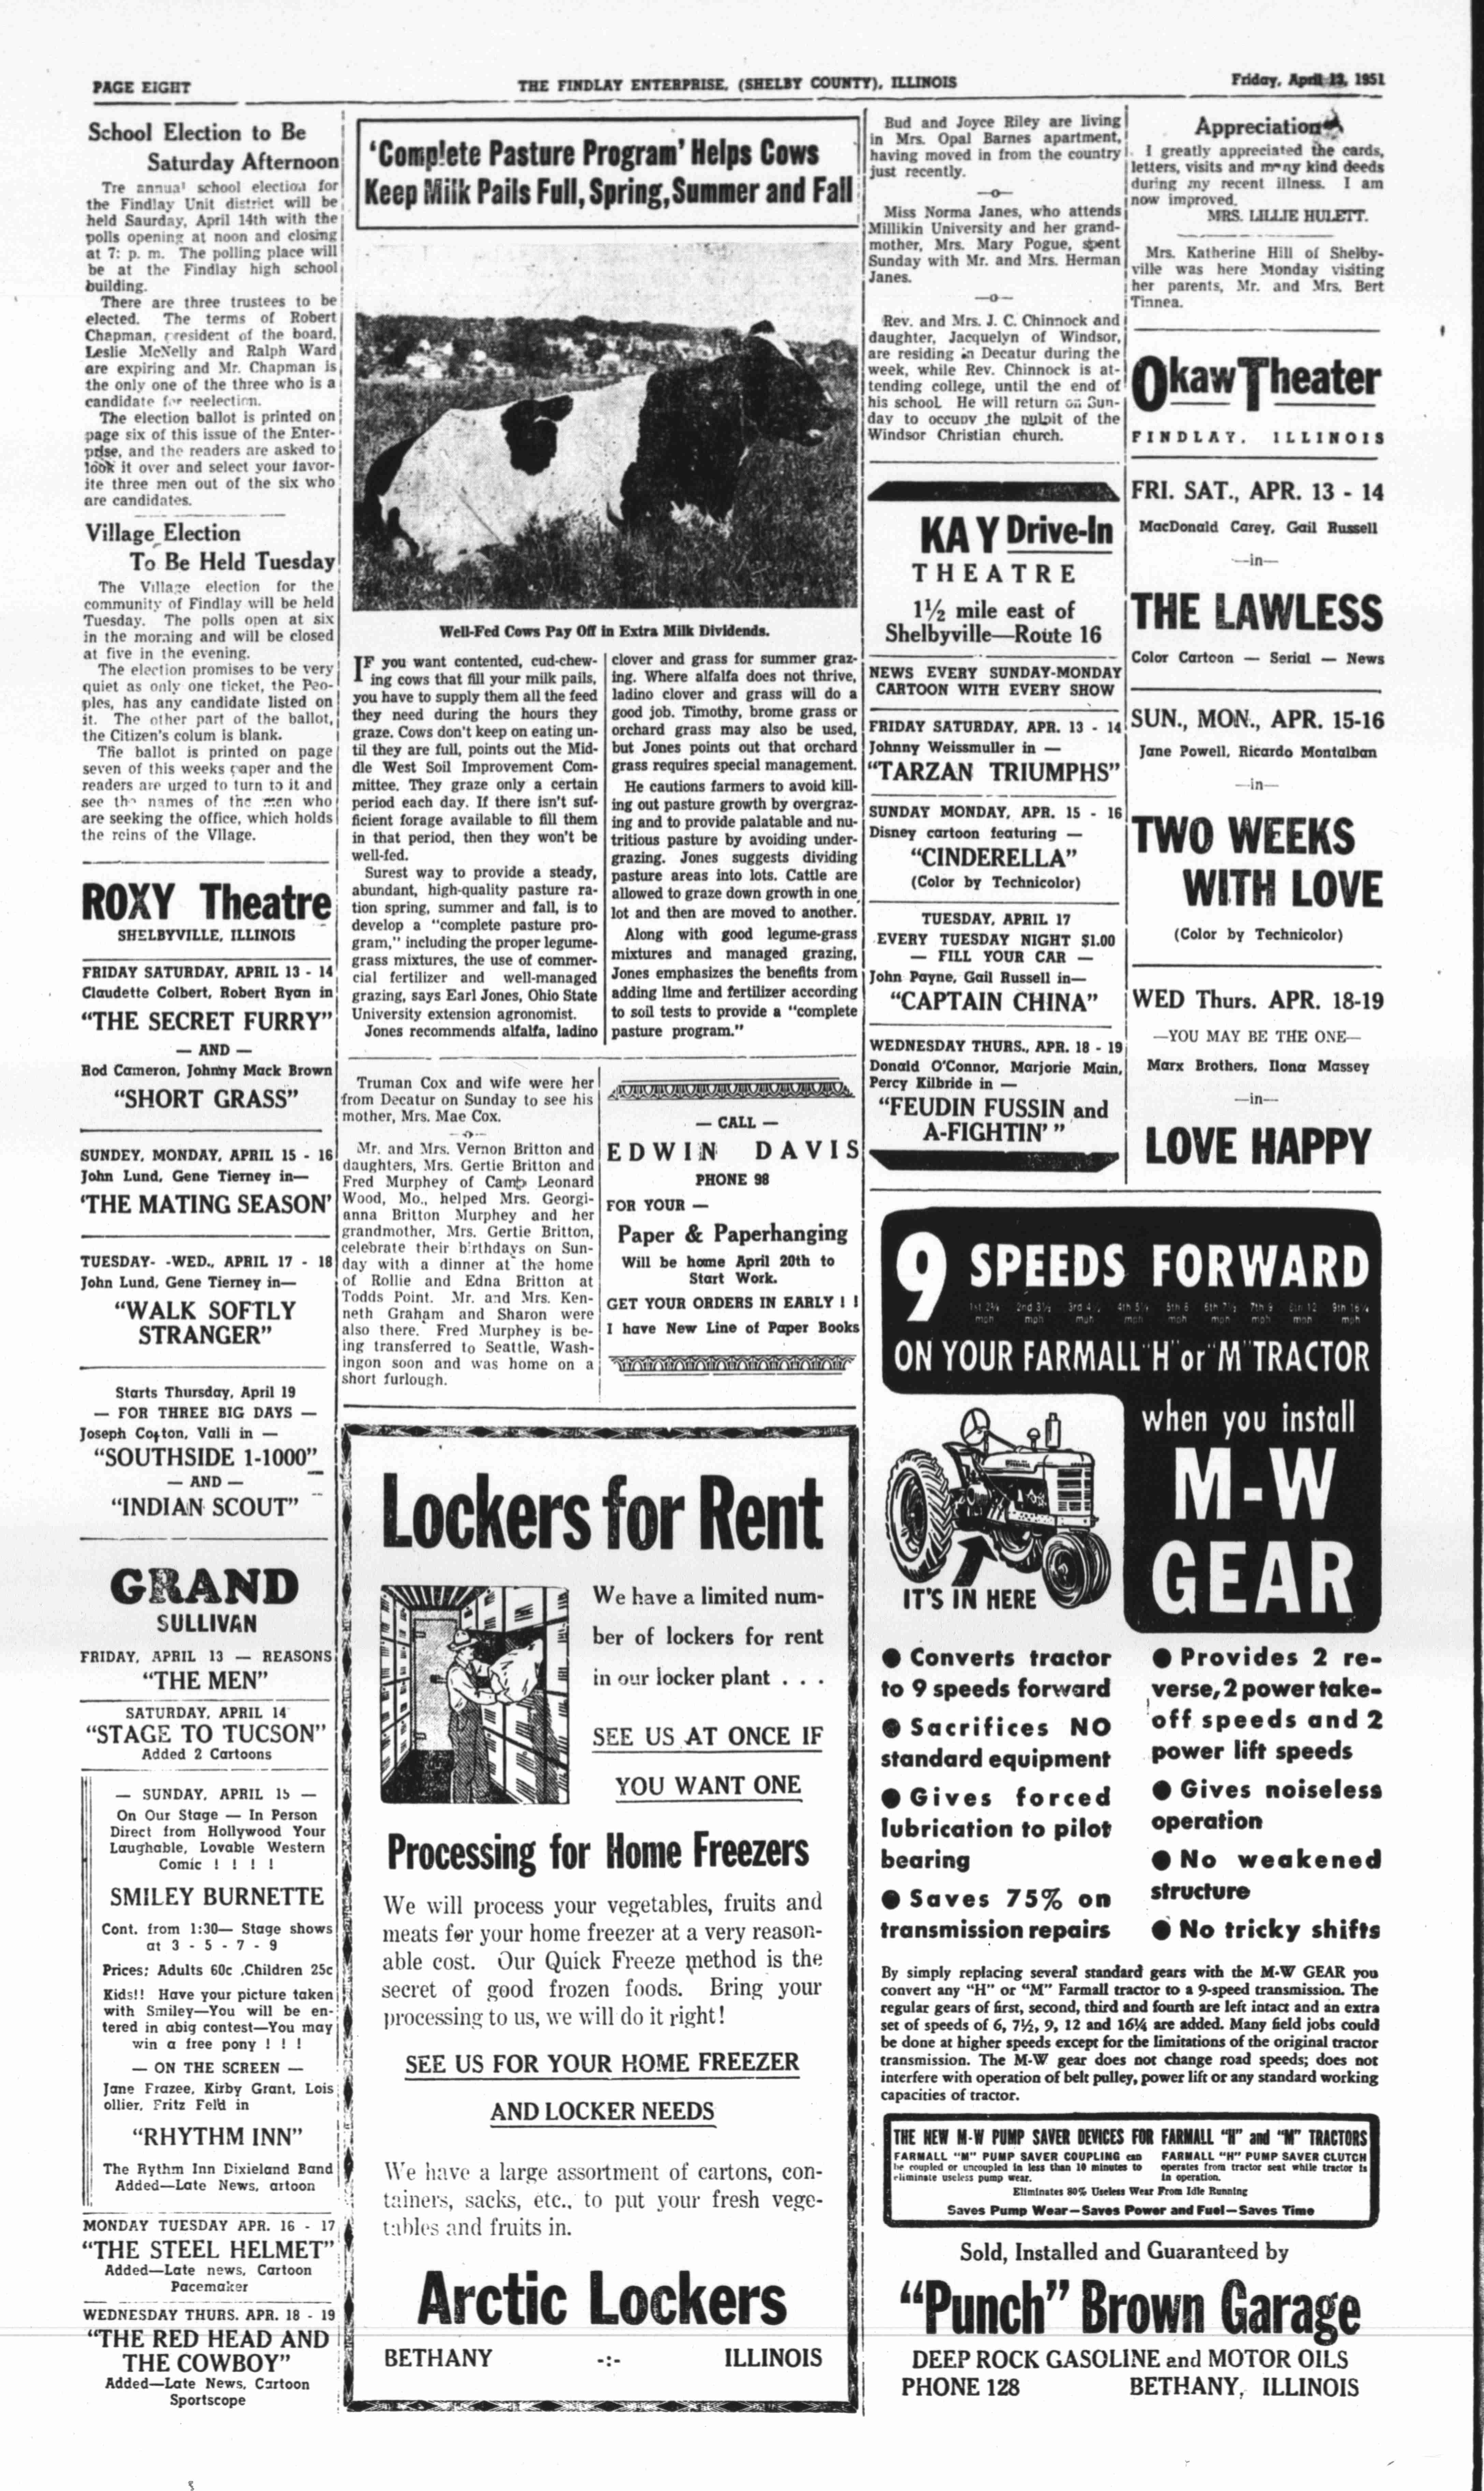 PAGE EIGHT
THE FINDLAY ENTERPRISE, (SHELBY COUNTY), ILLINOIS
Friday, April 13, 1951
School Election to Be
Saturday Afternoon
Tre annual school election for
the Findlay Unit district will be
held Saurday, April 14th with the
polls opening at noon and closing
at 7: p. m. The polling place will
be at the Findlay high school
building.
There are three trustees to be
elected. The terms of Robert
Chapman, president of the board,
Leslie McNelly and Ralph Ward
are expiring and Mr. Chapman is
the only one of the three who is a
candidate for reelection.
The election ballot is printed on
page six of this issue of the Enter-
prise, and the readers are asked to
look it over and select your favor-
ite three men out of the six who
are candidates.
Village Election
To Be Held Tuesday
The Village election for the
community of Findlay will be held
Tuesday. The polls open at six
in the morning and will be closed
at five in the evening.
The election promises to be very
quiet as only one ticket, the Peo-
ples, has any candidate listed on
it. The other part of the ballot,
the Citizen's colum is blank.
The ballot is printed on page
seven of this weeks paper and the
readers are urged to turn to it and
see the names of the men who
are seeking the office, which holds
the reins of the Vllage.
ROXY Theatre
SHELBYVILLE, ILLINOIS
FRIDAY SATURDAY, APRIL 13 - 14
Claudette Colbert, Robert Ryan in
"THE SECRET FURRY"
— AND —
Rod Cameron, Johnny Mack Brown
"SHORT GRASS"
SUNDEY, MONDAY, APRIL 15 - 16
John Lund, Gene Tierney in—
'THE MATING SEASON'
TUESDAY- -WED., APRIL 17 - 18
John Lund, Gene Tierney in—
"WALK SOFTLY
STRANGER"
Starts Thursday, April 19
— FOR THREE BIG DAYS —
Joseph Cotton, Valli in —
"SOUTHSIDE 1-1000"
— AND —
"INDIAN SCOUT"
GRAND
SULLIVAN
FRIDAY, APRIL 13 — REASONS
"THE MEN"
SATURDAY, APRIL 14
"STAGE TO TUCSON"
Added 2 Cartoons
— SUNDAY, APRIL 15 —
On Our Stage — In Person
Direct from Hollywood Your
Laughable, Lovable Western
Comic ! ! ! !
SMILEY BURNETTE
Cont. from 1:30— Stage shows
at 3 - 5 - 7 - 9
Prices: Adults 60c ,Children 25c
Kids!! Have your picture taken
with Smiley—You will be en-
tered in abig contest—You may
win a free pony ! ! !
— ON THE SCREEN —
Jane Frazee, Kirby Grant, Lois
ollier, Fritz Feld in
"RHYTHM INN"
The Rythm Inn Dixieland Band
Added—Late News, artoon
MONDAY TUESDAY APR. 16 - 17
"THE STEEL HELMET"
Added—Late news, Cartoon
Pacemaker
WEDNESDAY THURS. APR. 18 - 19
"THE RED HEAD AND
THE COWBOY"
Added—Late News, Cartoon
Sportscope
'Complete Pasture Program' Helps Cows
Keep Milk Pails Full, Spring, Summer and Fall
Well-Fed Cows Pay Off in Extra Milk Dividends.
IF you want contented, cud-chew-
ing cows that fill your milk pails,
you have to supply them all the feed
they need during the hours they
graze. Cows don't keep on eating un-
til they are full, points out the Mid-
dle West Soil Improvement Com-
mittee. They graze only a certain
period each day. If there isn't suf-
ficient forage available to fill them
in that period, then they won't be
well-fed.
Surest way to provide a steady,
abundant, high-quality pasture ra-
tion spring, summer and fall, is to
develop a "complete pasture pro-
gram," including the proper legume-
grass mixtures, the use of commer-
cial fertilizer and well-managed
grazing, says Earl Jones, Ohio State
University extension agronomist.
Jones recommends alfalfa, ladino
clover and grass for summer graz-
ing. Where alfalfa does not thrive,
ladino clover and grass will do a
good job. Timothy, brome grass or
orchard grass may also be used,
but Jones points out that orchard
grass requires special management.
He cautions farmers to avoid kill-
ing out pasture growth by overgraz-
ing and to provide palatable and nu-
tritious pasture by avoiding under-
grazing. Jones suggests dividing
pasture areas into lots. Cattle are
allowed to graze down growth in one
lot and then are moved to another.
Along with good legume-grass
mixtures and managed grazing,
Jones emphasizes the benefits from
adding lime and fertilizer according
to soil tests to provide a "complete
pasture program."
Truman Cox and wife were her
from Decatur on Sunday to see his
mother, Mrs. Mae Cox.
—o—
Mr. and Mrs. Vernon Britton and
daughters, Mrs. Gertie Britton and
Fred Murphey of Camp Leonard
Wood, Mo., helped Mrs. Georgi-
anna Britton Murphey and her
grandmother, Mrs. Gertie Britton,
celebrate their birthdays on Sun-
day with a dinner at the home
of Rollie and Edna Britton at
Todds Point. Mr. and Mrs. Ken-
neth Graham and Sharon were
also there. Fred Murphey is be-
ing transferred to Seattle, Wash-
ingon soon and was home on a
short furlough.
— CALL —
EDWIN DAVIS
PHONE 98
FOR YOUR —
Paper & Paperhanging
Will be home April 20th to
Start Work.
GET YOUR ORDERS IN EARLY ! !
I have New Line of Paper Books
Lockers for Rent
We have a limited num-
ber of lockers for rent
in our locker plant . . .
SEE US AT ONCE IF
YOU WANT ONE
Processing for Home Freezers
We will process your vegetables, fruits and
meats for your home freezer at a very reason-
able cost. Our Quick Freeze method is the
secret of good frozen foods. Bring your
processing to us, we will do it right!
SEE US FOR YOUR HOME FREEZER
AND LOCKER NEEDS
We have a large assortment of cartons, con-
tainers, sacks, etc., to put your fresh vege-
tables and fruits in.
Arctic Lockers
BETHANY -:- ILLINOIS
Bud and Joyce Riley are living
in Mrs. Opal Barnes apartment,
having moved in from the country
just recently.
—o—
Miss Norma Janes, who attends
Millikin University and her grand-
mother, Mrs. Mary Pogue, spent
Sunday with Mr. and Mrs. Herman
Janes.
—o—
Rev. and Mrs. J. C. Chinnock and
daughter, Jacquelyn of Windsor,
are residing in Decatur during the
week, while Rev. Chinnock is at-
tending college, until the end of
his school. He will return on Sun-
day to occupy the pulpit of the
Windsor Christian church.
KAY Drive-In
THEATRE
1½ mile east of
Shelbyville—Route 16
NEWS EVERY SUNDAY-MONDAY
CARTOON WITH EVERY SHOW
FRIDAY SATURDAY, APR. 13 - 14
Johnny Weissmuller in —
"TARZAN TRIUMPHS"
SUNDAY MONDAY, APR. 15 - 16
Disney cartoon featuring —
"CINDERELLA"
(Color by Technicolor)
TUESDAY, APRIL 17
EVERY TUESDAY NIGHT $1.00
— FILL YOUR CAR —
John Payne, Gail Russell in—
"CAPTAIN CHINA"
WEDNESDAY THURS., APR. 18 - 19
Donald O'Connor, Marjorie Main,
Percy Kilbride in —
"FEUDIN FUSSIN and
A-FIGHTIN' "
Appreciation
I greatly appreciated the cards,
letters, visits and many kind deeds
during my recent illness. I am
now improved.
MRS. LILLIE HULETT.
Mrs. Katherine Hill of Shelby-
ville was here Monday visiting
her parents, Mr. and Mrs. Bert
Tinnea.
Okaw Theater
FINDLAY, ILLINOIS
FRI. SAT., APR. 13 - 14
MacDonald Carey, Gail Russell
—in—
THE LAWLESS
Color Cartoon — Serial — News
SUN., MON., APR. 15-16
Jane Powell, Ricardo Montalban
—in—
TWO WEEKS
WITH LOVE
(Color by Technicolor)
WED Thurs. APR. 18-19
—YOU MAY BE THE ONE—
Marx Brothers, Ilona Massey
—in—
LOVE HAPPY
9 SPEEDS FORWARD
1st 2⅝ 2nd 3½ 3rd 4½ 4th 5⅛ 5th 6 6th 7½ 7th 9 8th 12 9th 16¼
mph mph mph mph mph mph mph mph mph
ON YOUR FARMALL "H" or "M" TRACTOR
when you install
M-W
GEAR
IT'S IN HERE
● Converts tractor
to 9 speeds forward
● Sacrifices NO
standard equipment
● Gives forced
lubrication to pilot
bearing
● Saves 75% on
transmission repairs
● Provides 2 re-
verse, 2 power take-
off speeds and 2
power lift speeds
● Gives noiseless
operation
● No weakened
structure
● No tricky shifts
By simply replacing several standard gears with the M-W GEAR you
convert any "H" or "M" Farmall tractor to a 9-speed transmission. The
regular gears of first, second, third and fourth are left intact and an extra
set of speeds of 6, 7½, 9, 12 and 16¼ are added. Many field jobs could
be done at higher speeds except for the limitations of the original tractor
transmission. The M-W gear does not change road speeds; does not
interfere with operation of belt pulley, power lift or any standard working
capacities of tractor.
THE NEW M-W PUMP SAVER DEVICES FOR FARMALL "H" and "M" TRACTORS
FARMALL "M" PUMP SAVER COUPLING can
be coupled or uncoupled in less than 10 minutes to
eliminate useless pump wear.
FARMALL "H" PUMP SAVER CLUTCH
operates from tractor seat while tractor is
in operation.
Eliminates 80% Useless Wear From Idle Running
Saves Pump Wear—Saves Power and Fuel—Saves Time
Sold, Installed and Guaranteed by
"Punch" Brown Garage
DEEP ROCK GASOLINE and MOTOR OILS
PHONE 128 BETHANY, ILLINOIS